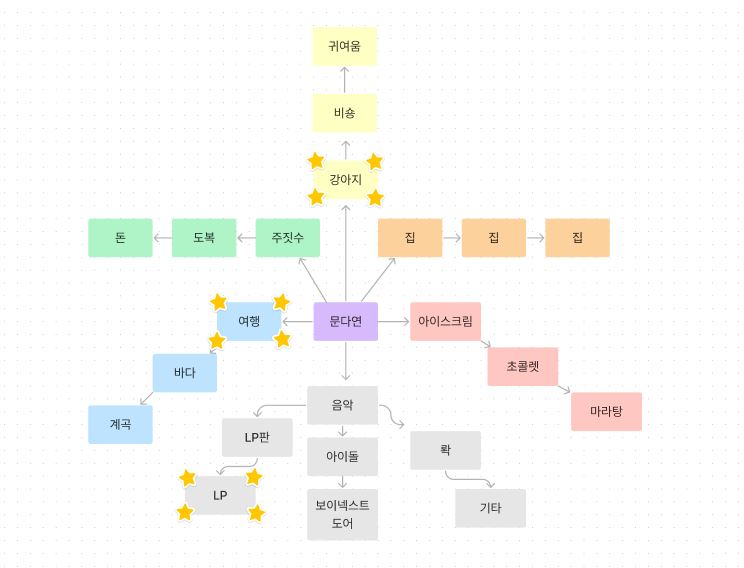 귀여움
비숑
강아지
돈
도복
주짓수
집
집
집
여행
문다연
아이스크림
바다
초콜렛
계곡
음악
마라탕
LP판
아이돌
롹
LP
보이넥스트
도어
기타